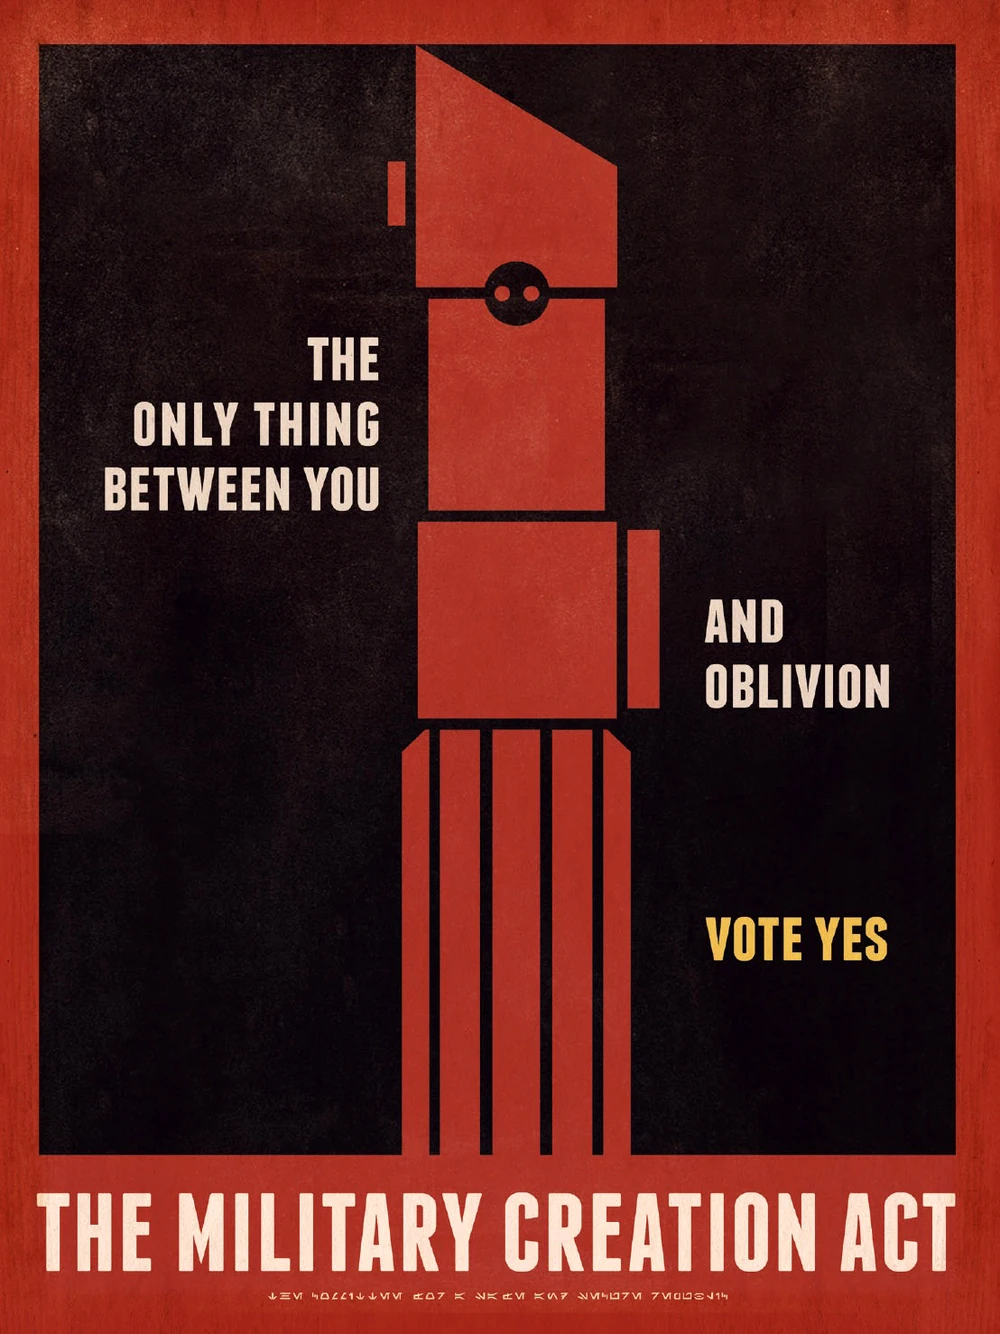 THE
ONLY THING
BETWEEN YOU
AND
OBLIVION
VOTE YES
THE MILITARY CREATION ACT